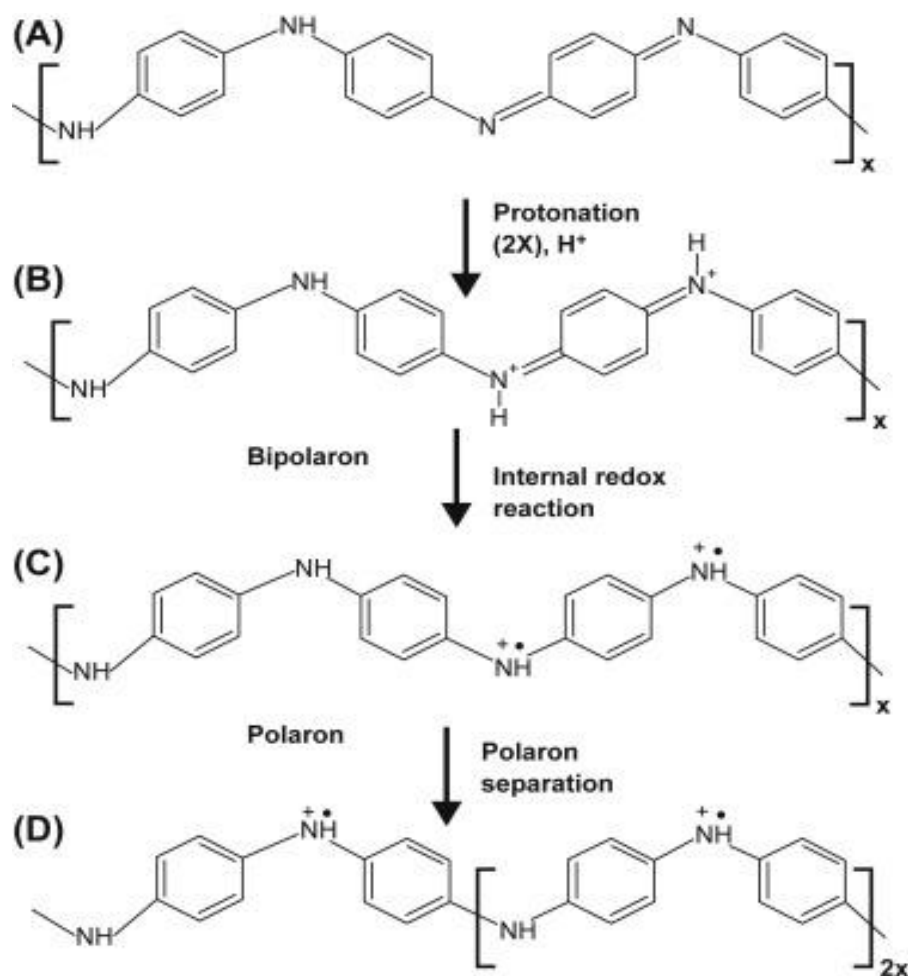 (A)
NH
N
NH
N
x
Protonation
(2X), H⁺
(B)
H
NH
N⁺
NH
N⁺
H
x
Bipolaron
Internal redox
reaction
(C)
+ •
NH
NH
+ •
NH
NH
x
Polaron
Polaron
separation
(D)
+ •
NH
+ •
NH
NH
NH
2x